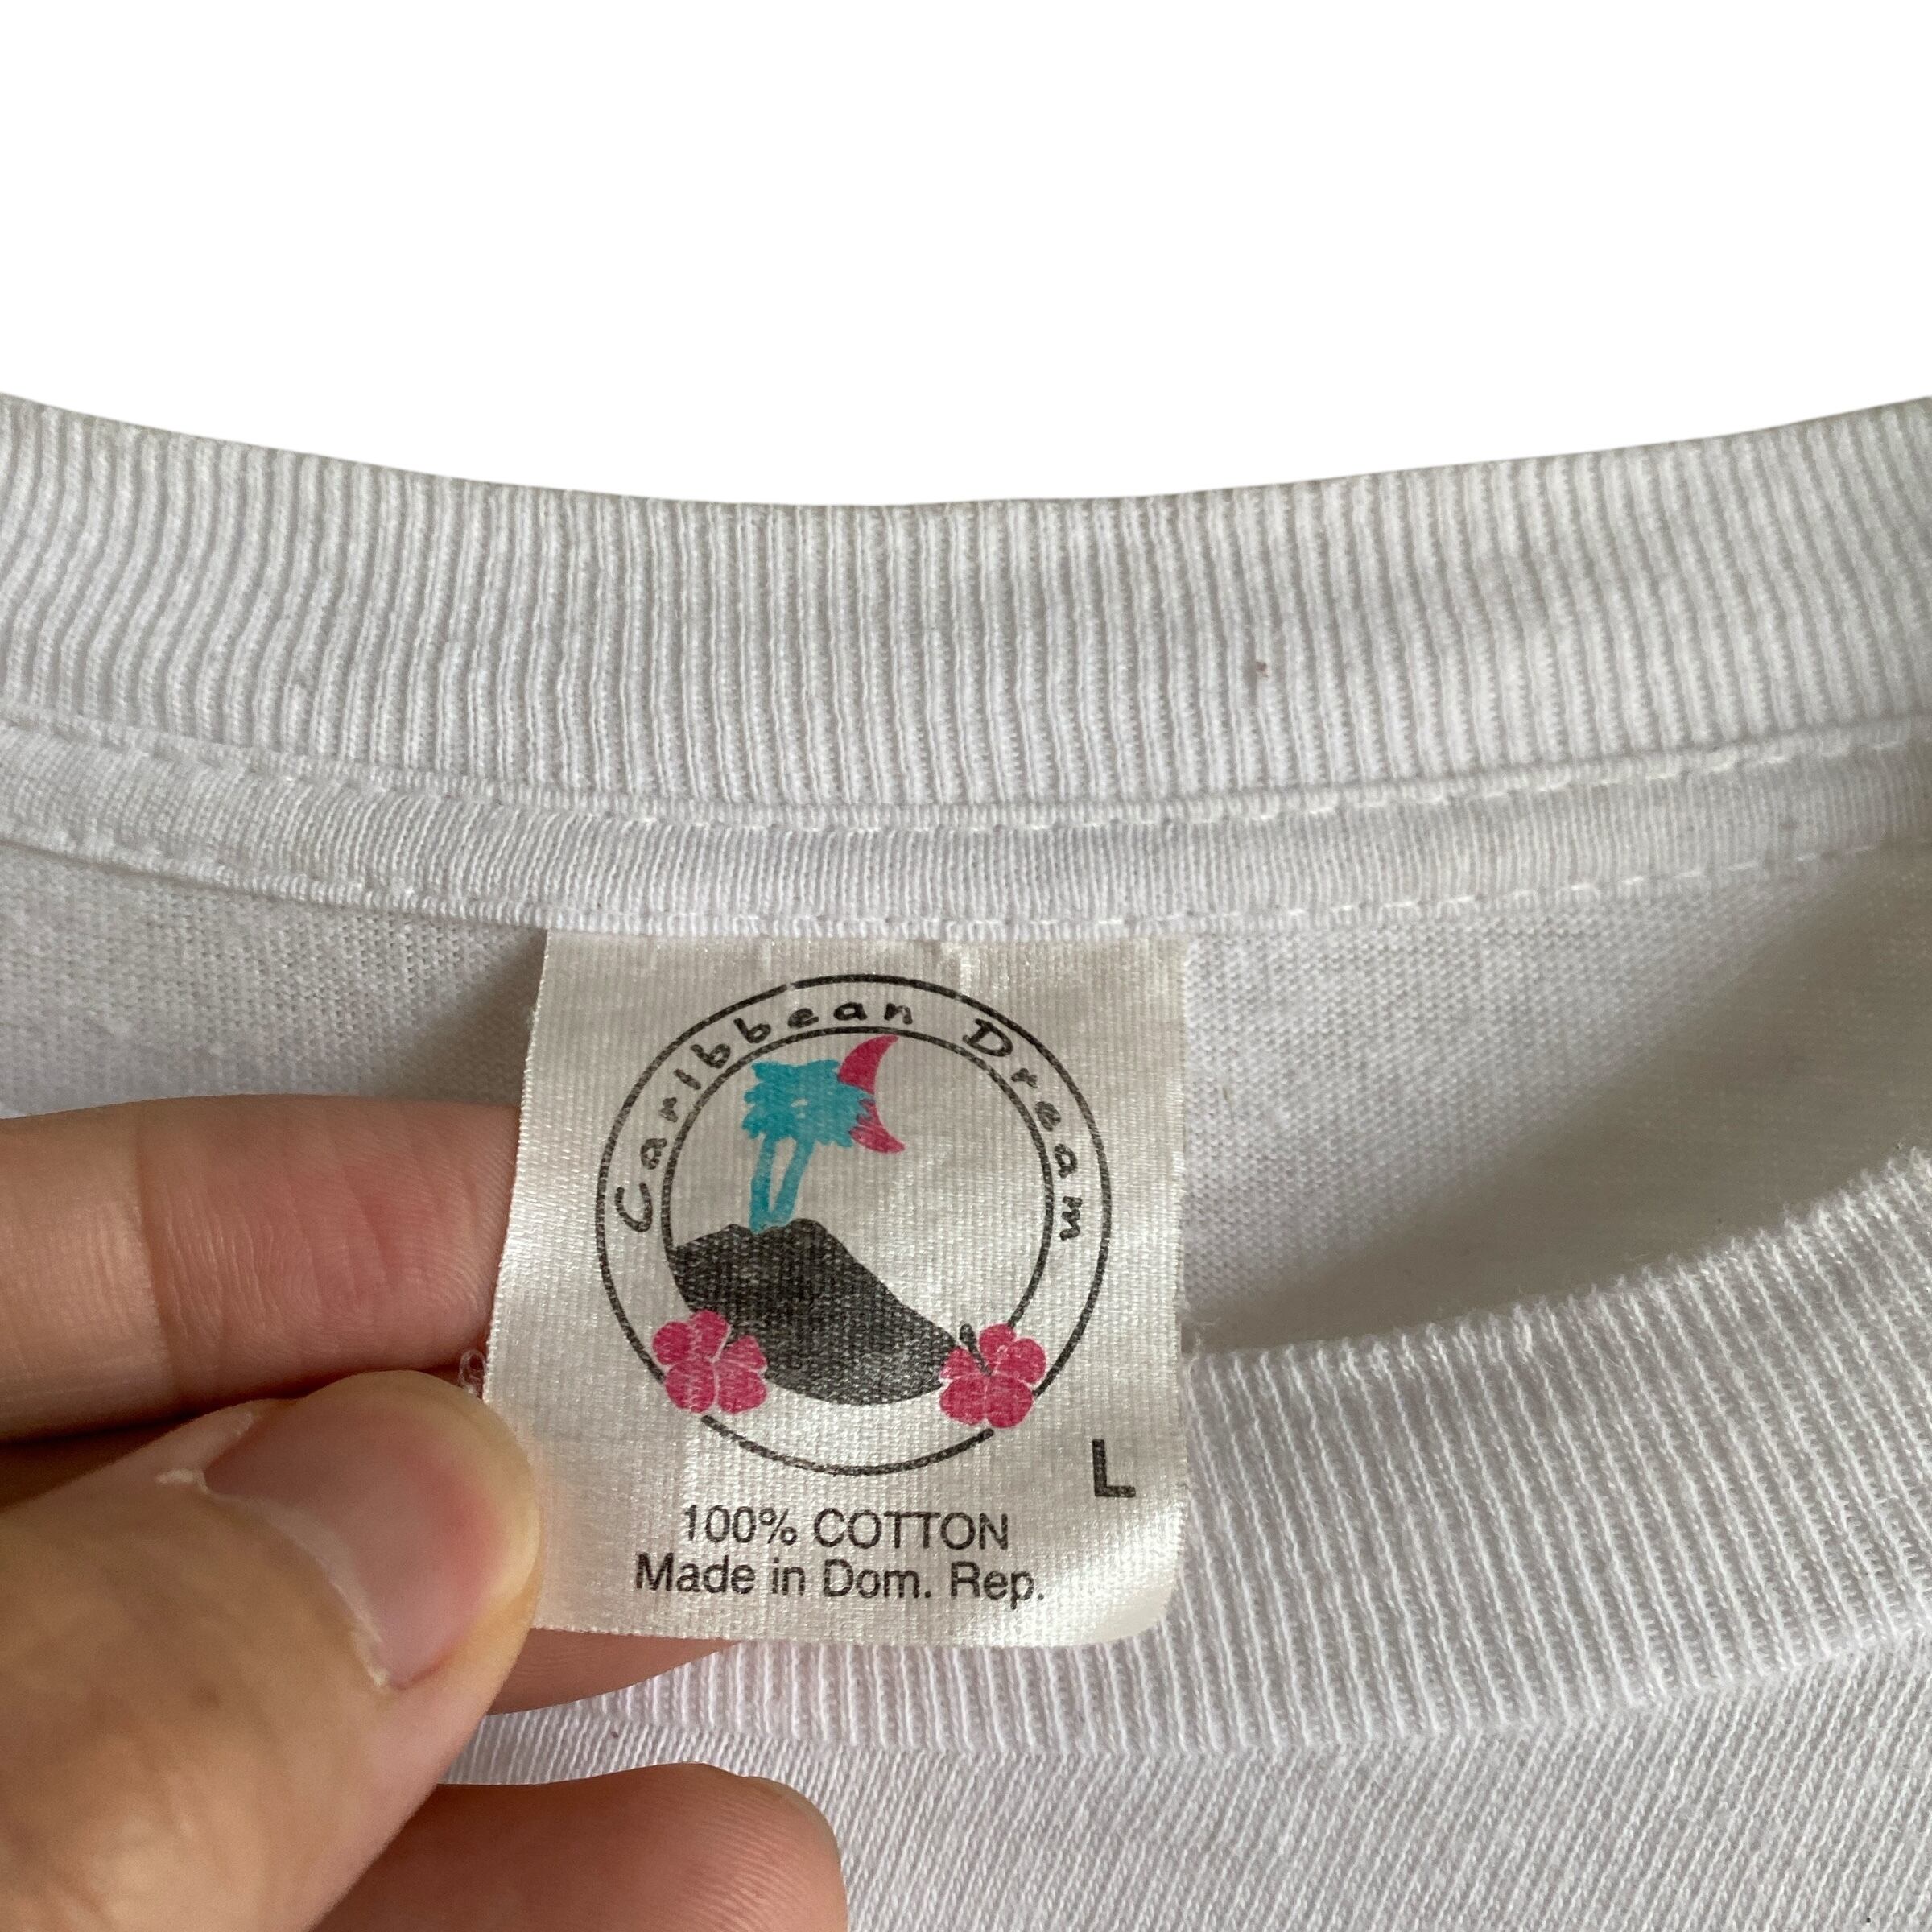 Caribbean Dream
L
100% COTTON
Made in Dom. Rep.